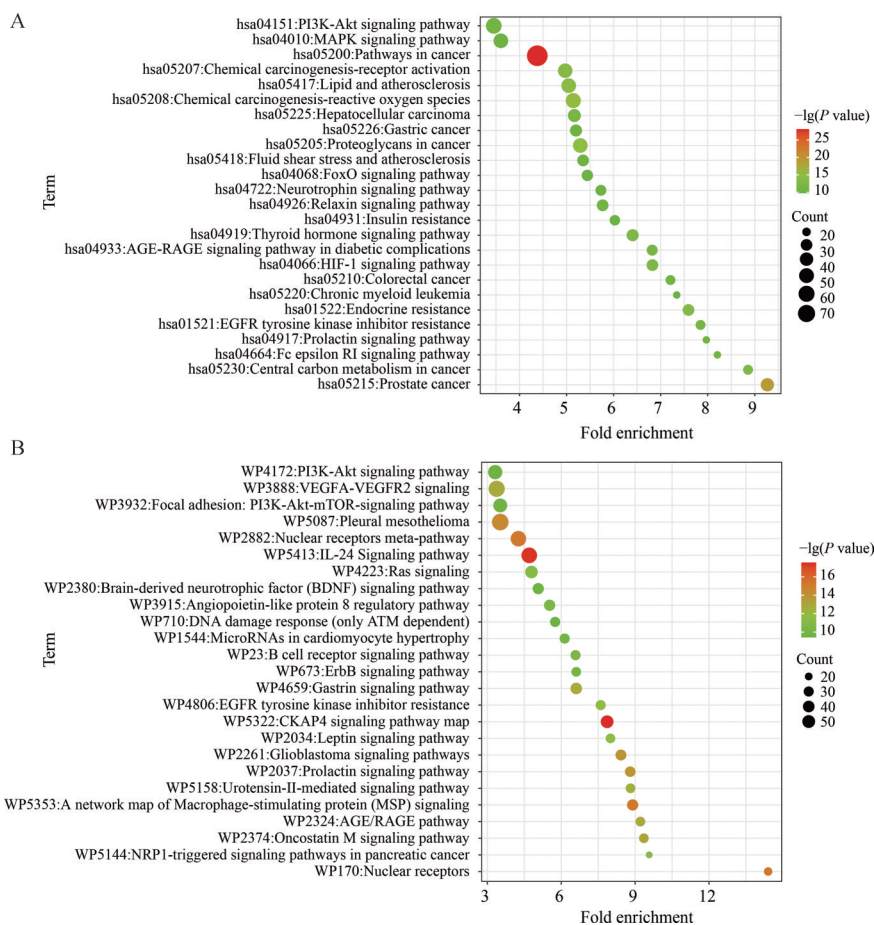 A
hsa04151:PI3K-Akt signaling pathway
hsa04010:MAPK signaling pathway
hsa05200:Pathways in cancer
hsa05207:Chemical carcinogenesis-receptor activation
hsa05417:Lipid and atherosclerosis
hsa05208:Chemical carcinogenesis-reactive oxygen species
hsa05225:Hepatocellular carcinoma
hsa05226:Gastric cancer
hsa05205:Proteoglycans in cancer
hsa05418:Fluid shear stress and atherosclerosis
hsa04068:FoxO signaling pathway
hsa04722:Neurotrophin signaling pathway
hsa04926:Relaxin signaling pathway
hsa04931:Insulin resistance
hsa04919:Thyroid hormone signaling pathway
hsa04933:AGE-RAGE signaling pathway in diabetic complications
hsa04066:HIF-1 signaling pathway
hsa05210:Colorectal cancer
hsa05220:Chronic myeloid leukemia
hsa01522:Endocrine resistance
hsa01521:EGFR tyrosine kinase inhibitor resistance
hsa04917:Prolactin signaling pathway
hsa04664:Fc epsilon RI signaling pathway
hsa05230:Central carbon metabolism in cancer
hsa05215:Prostate cancer
Term
4 5 6 7 8 9
Fold enrichment
−lg(P value)
25
20
15
10
Count
20
30
40
50
60
70
B
WP4172:PI3K-Akt signaling pathway
WP3888:VEGFA-VEGFR2 signaling
WP3932:Focal adhesion: PI3K-Akt-mTOR-signaling pathway
WP5087:Pleural mesothelioma
WP2882:Nuclear receptors meta-pathway
WP5413:IL-24 Signaling pathway
WP4223:Ras signaling
WP2380:Brain-derived neurotrophic factor (BDNF) signaling pathway
WP3915:Angiopoietin-like protein 8 regulatory pathway
WP710:DNA damage response (only ATM dependent)
WP1544:MicroRNAs in cardiomyocyte hypertrophy
WP23:B cell receptor signaling pathway
WP673:ErbB signaling pathway
WP4659:Gastrin signaling pathway
WP4806:EGFR tyrosine kinase inhibitor resistance
WP5322:CKAP4 signaling pathway map
WP2034:Leptin signaling pathway
WP2261:Glioblastoma signaling pathways
WP2037:Prolactin signaling pathway
WP5158:Urotensin-II-mediated signaling pathway
WP5353:A network map of Macrophage-stimulating protein (MSP) signaling
WP2324:AGE/RAGE pathway
WP2374:Oncostatin M signaling pathway
WP5144:NRP1-triggered signaling pathways in pancreatic cancer
WP170:Nuclear receptors
Term
3 6 9 12
Fold enrichment
−lg(P value)
16
14
12
10
Count
20
30
40
50